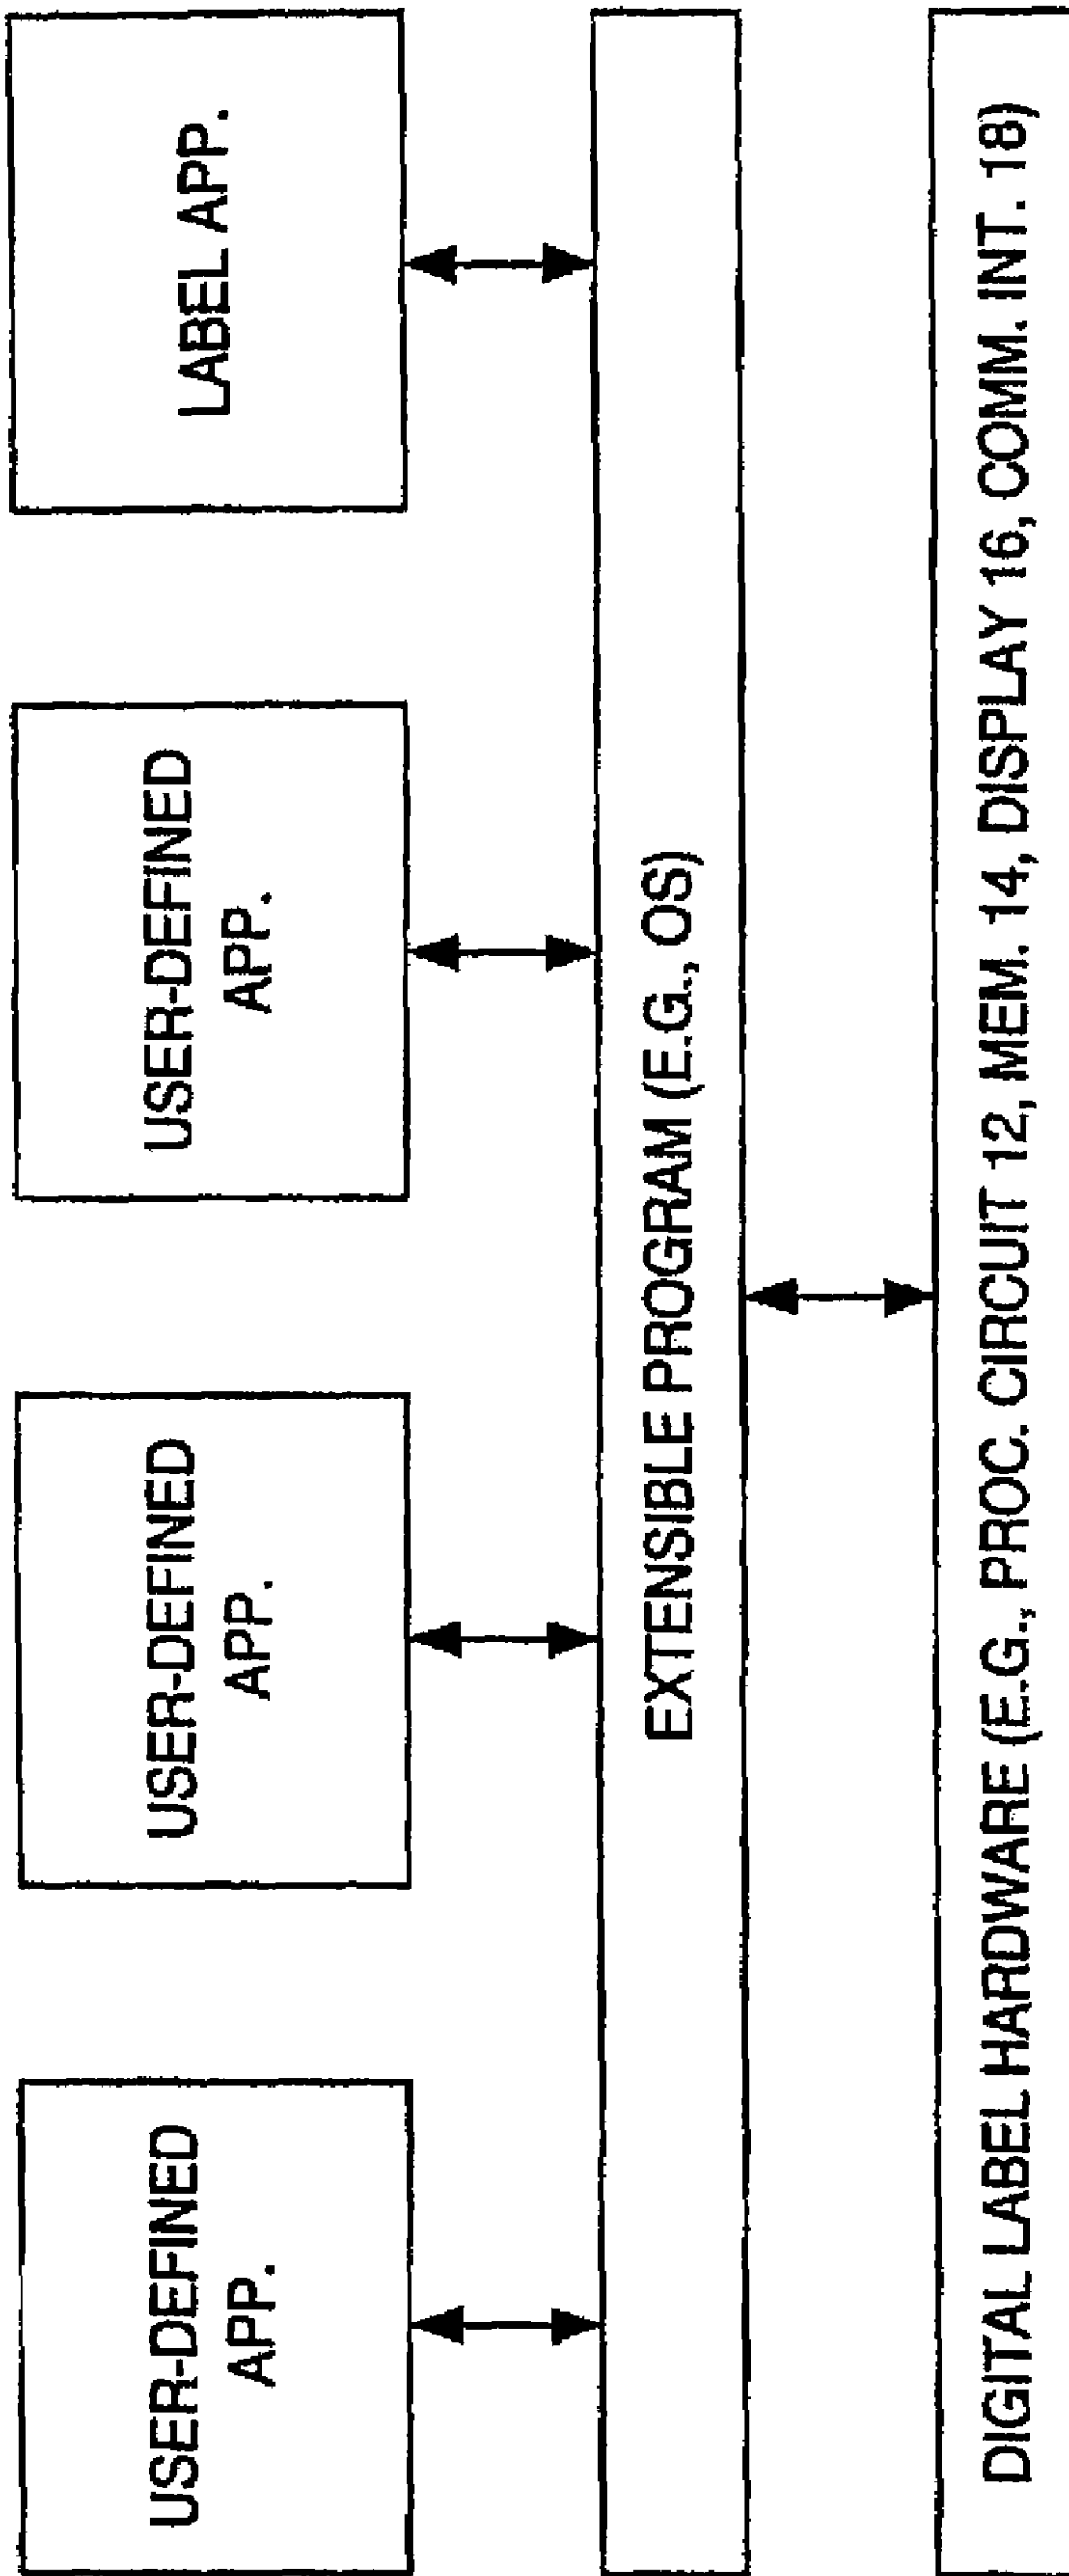 USER-DEFINED
APP.
USER-DEFINED
APP.
USER-DEFINED
APP.
LABEL APP.
EXTENSIBLE PROGRAM (E.G., OS)
DIGITAL LABEL HARDWARE (E.G., PROC. CIRCUIT 12, MEM. 14, DISPLAY 16, COMM. INT. 18)